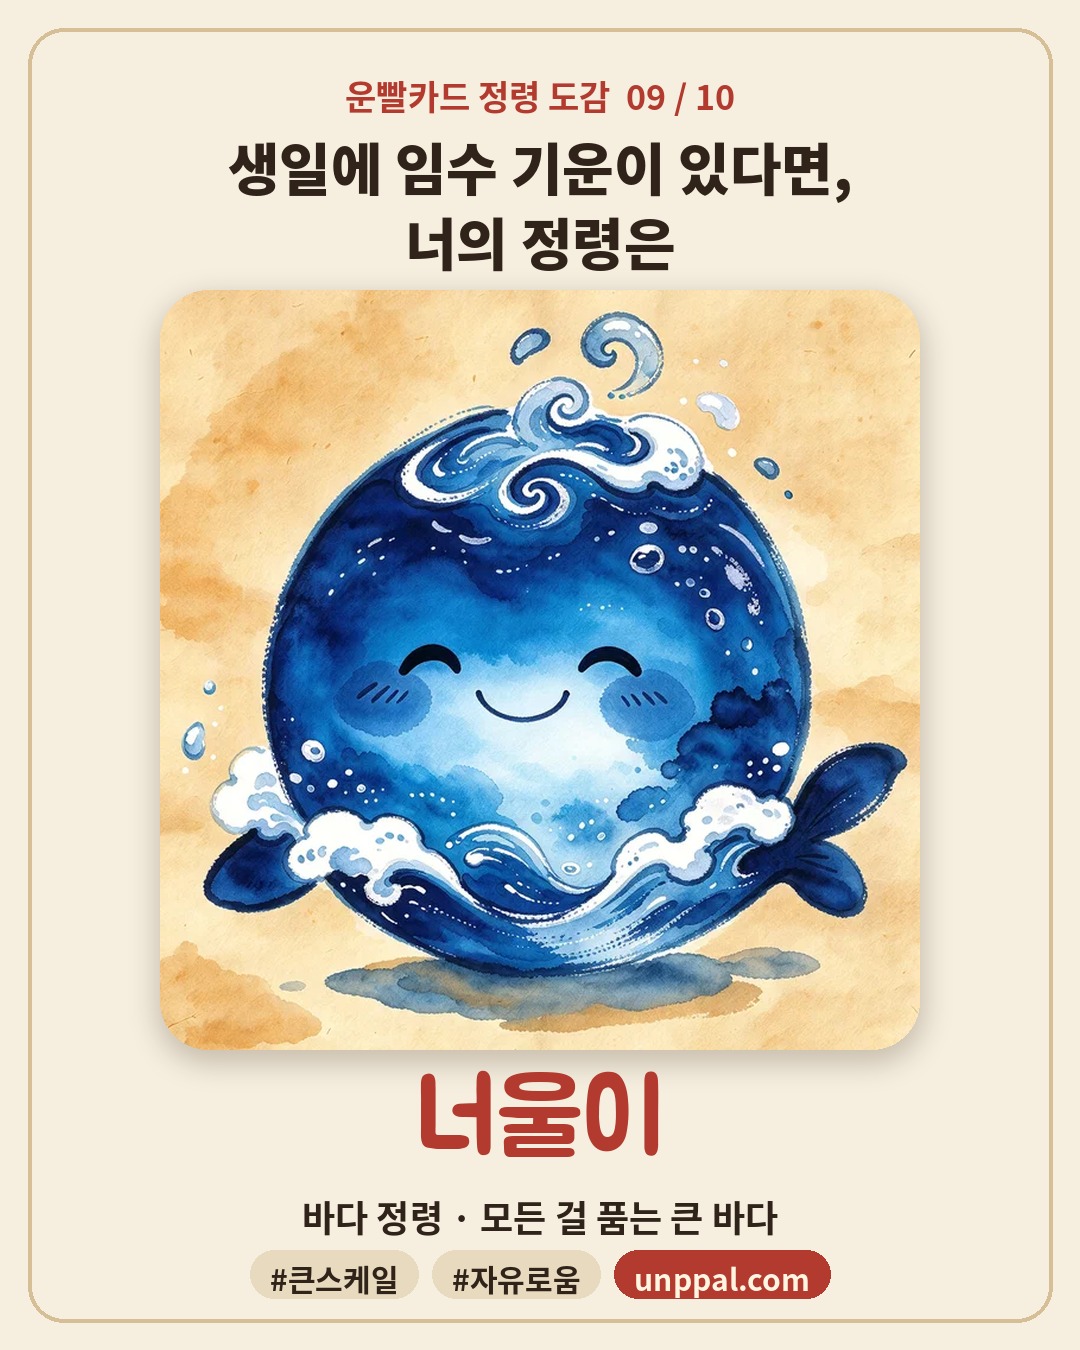 운빨카드 정령 도감 09 / 10
생일에 임수 기운이 있다면,
너의 정령은
너울이
바다 정령 · 모든 걸 품는 큰 바다
#큰스케일 #자유로움 unppal.com